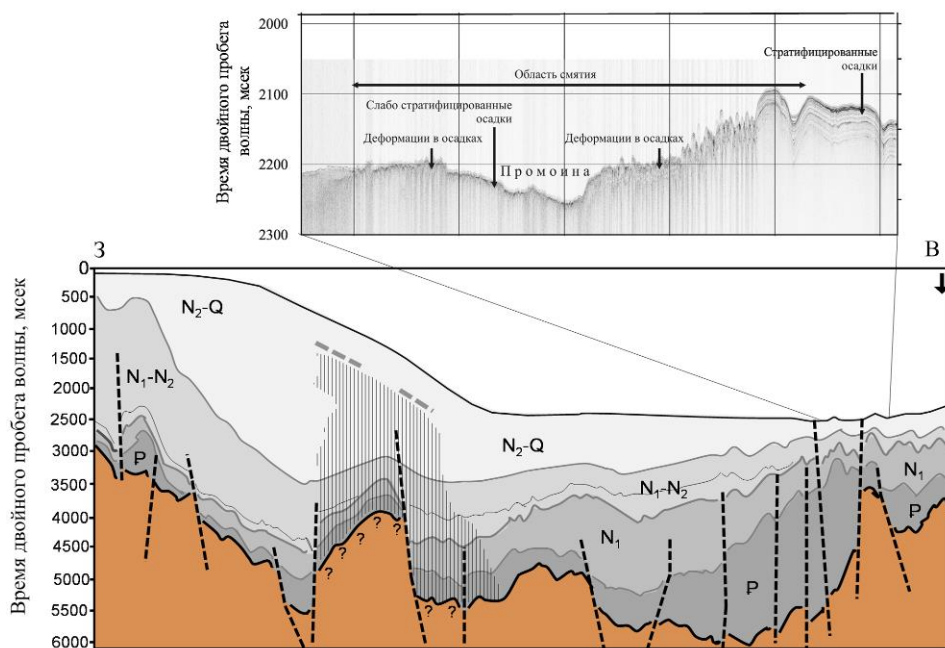 Время двойного пробега
волны, мсек
2000
2100
2200
2300
Область смятия
Стратифицированные
осадки
Слабо стратифицированные
осадки
Деформации в осадках
Деформации в осадках
Промоина
З
В
Время двойного пробега волны, мсек
0
500
1000
1500
2000
2500
3000
3500
4000
4500
5000
5500
6000
N₂-Q
N₁-N₂
P
N₂-Q
N₁-N₂
N₁
P
N₁
P
? ? ? ? ?
? ?